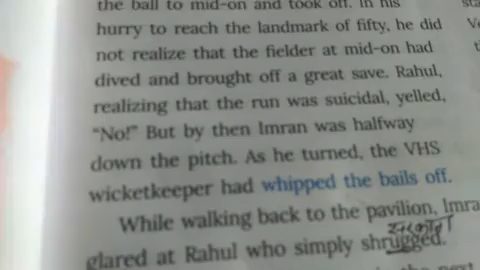 the ball to mid-on and took off. In his
hurry to reach the landmark of fifty, he did
not realize that the fielder at mid-on had
dived and brought off a great save. Rahul,
realizing that the run was suicidal, yelled,
"No!" But by then Imran was halfway
down the pitch. As he turned, the VHS
wicketkeeper had whipped the bails off.
While walking back to the pavilion, Imra
glared at Rahul who simply shrugged.